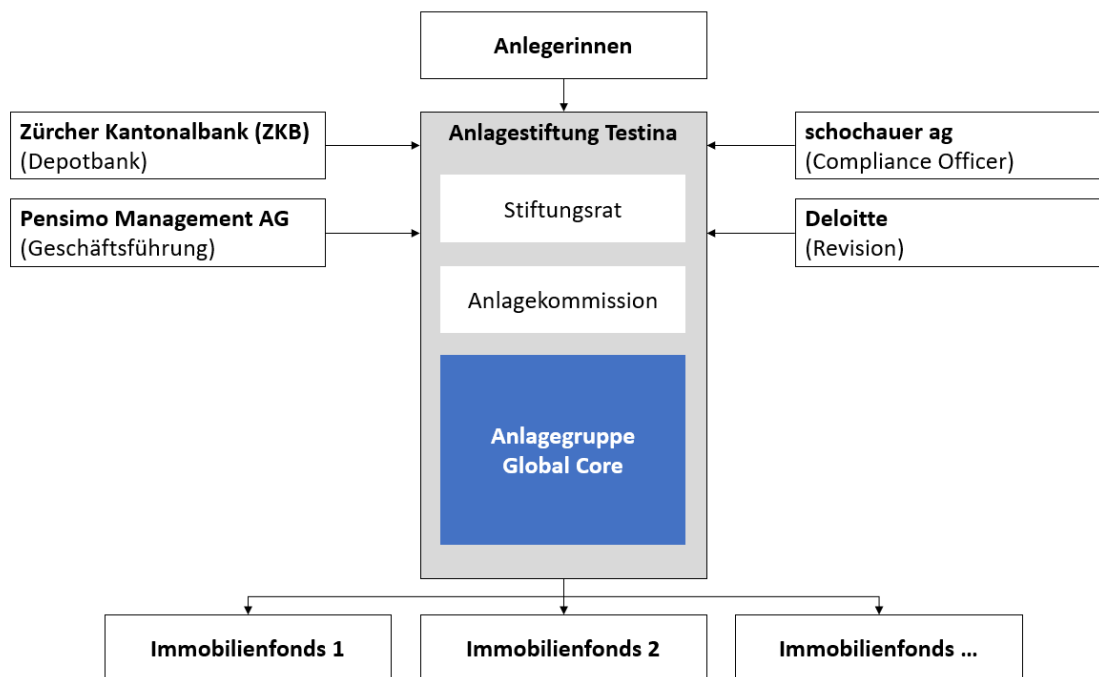 Anlegerinnen
Zürcher Kantonalbank (ZKB)
(Depotbank)
Pensimo Management AG
(Geschäftsführung)
Anlagestiftung Testina
Stiftungsrat
Anlagekommission
Anlagegruppe
Global Core
schochauer ag
(Compliance Officer)
Deloitte
(Revision)
Immobilienfonds 1
Immobilienfonds 2
Immobilienfonds ...